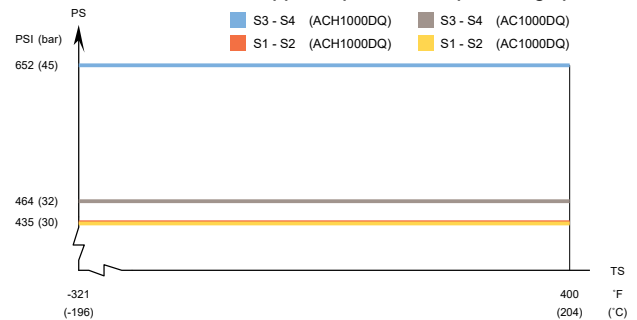 PS
S3 - S4 (ACH1000DQ) S3 - S4 (AC1000DQ)
PSI (bar)
S1 - S2 (ACH1000DQ) S1 - S2 (AC1000DQ)
652 (45)
464 (32)
435 (30)
TS
-321 400 °F
(-196) (204) (°C)